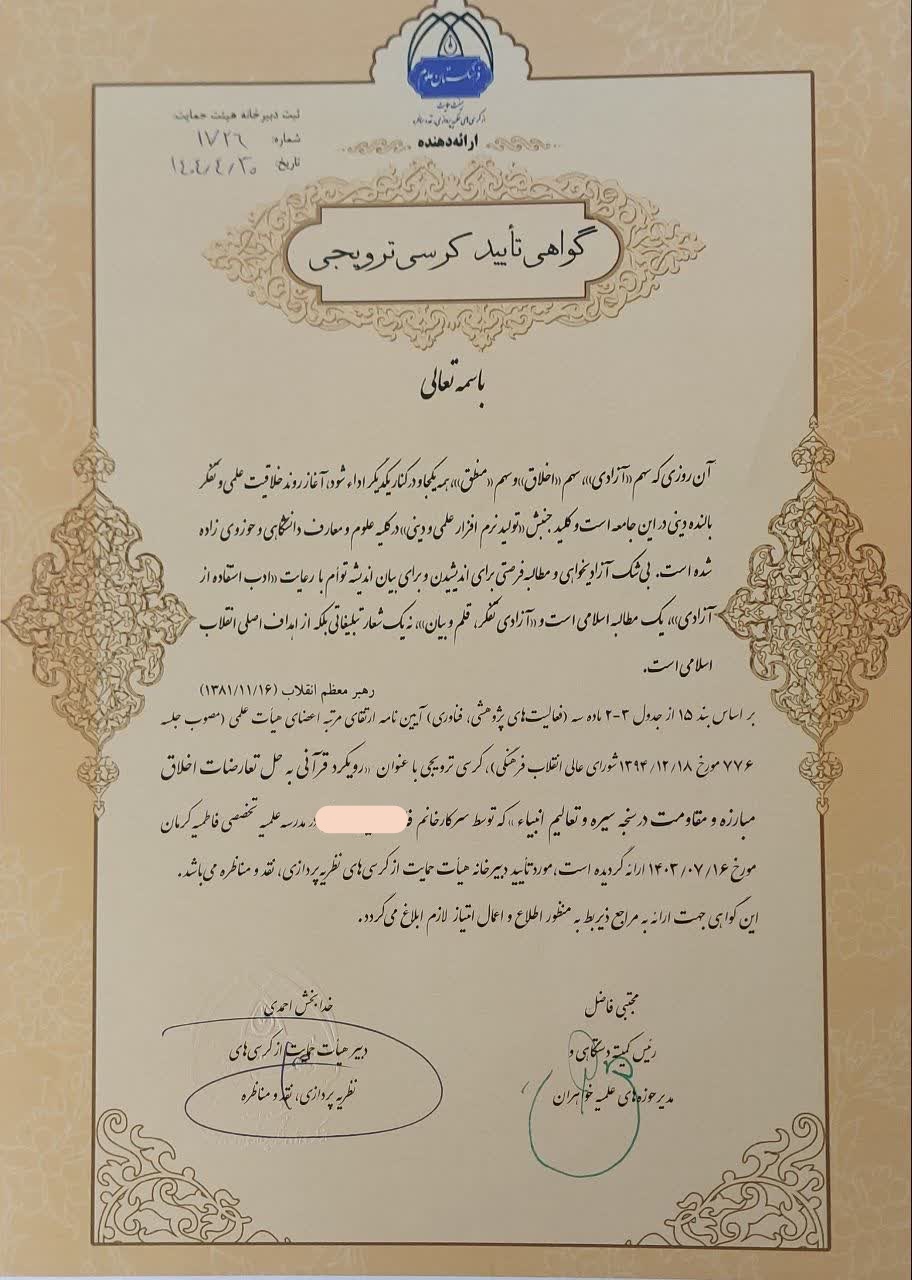 فرهنگستان علوم
هیئت حمایت
از کرسی‌های نظریه‌پردازی، نقد و مناظره
ارائه‌دهنده
ثبت دبیرخانه هیئت حمایت:
شماره: ۱۷۲۶
تاریخ: ۱۴۰۴/۴/۳۰
گواهی تأیید کرسی ترویجی
باسمه تعالی
آن روزی که سهم «آزادی»، سهم «اخلاق» و سهم «منطق»، همه یکجا و در کنار یکدیگر اداء شود، آغاز روند خلاقیت علمی و تفکر
بالنده دینی در این جامعه است و کلید جنبش «تولید نرم افزار علمی و دینی» در کلیه علوم و معارف دانشگاهی و حوزوی زاده
شده است. بی‌شک آزادیخواهی و مطالبه فرصتی برای اندیشیدن و برای بیان اندیشه توأم با رعایت «ادب استفاده از
آزادی»، یک مطالبه اسلامی است و «آزادی تفکر، قلم و بیان»، نه یک شعار تبلیغاتی بلکه از اهداف اصلی انقلاب
اسلامی است.
رهبر معظم انقلاب (۱۳۸۱/۱۱/۱۶)
بر اساس بند ۱۵ از جدول ۳-۲ ماده سه (فعالیت‌های پژوهشی، فناوری) آیین نامه ارتقای مرتبه اعضای هیأت علمی (مصوب جلسه
۷۷۶ مورخ ۱۳۹۴/۱۲/۱۸ شورای عالی انقلاب فرهنگی)، کرسی ترویجی با عنوان «رویکرد قرآنی به حل تعارضات اخلاق
مبارزه و مقاومت در سنجه سیره و تعالیم انبیاء» که توسط سرکار خانم در مدرسه علمیه تخصصی فاطمیه کرمان
مورخ ۱۴۰۳/۰۷/۱۶ ارائه گردیده است، مورد تأیید دبیرخانه هیأت حمایت از کرسی‌های نظریه‌پردازی، نقد و مناظره می‌باشد.
این گواهی جهت ارائه به مراجع ذیربط به منظور اطلاع و اعمال امتیاز لازم ابلاغ می‌گردد.
مجتبی فاضل
رئیس کمیته دستگاهی و
مدیر حوزه‌های علمیه خواهران
خدابخش احمدی
دبیر هیأت حمایت از کرسی‌های
نظریه پردازی، نقد و مناظره